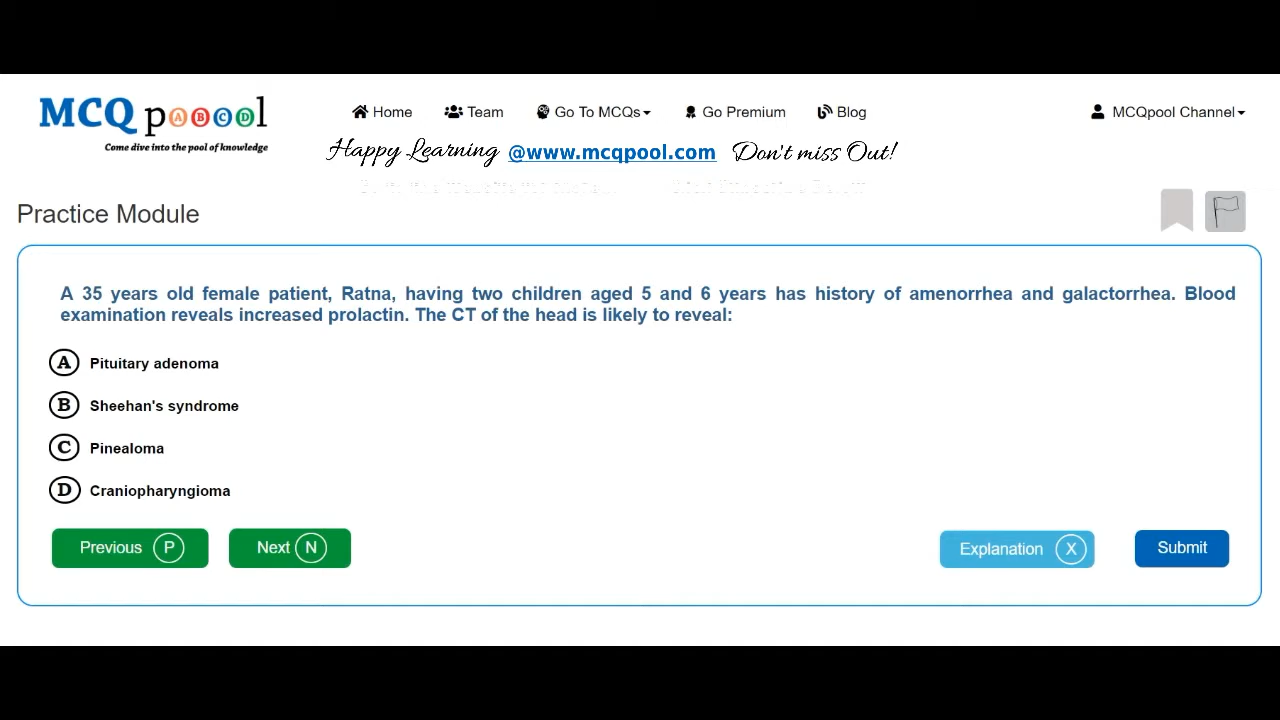 MCQ pooool
Come dive into the pool of knowledge
Home Team Go To MCQs Go Premium Blog MCQpool Channel
Happy Learning @www.mcqpool.com Don't miss Out!
Practice Module
A 35 years old female patient, Ratna, having two children aged 5 and 6 years has history of amenorrhea and galactorrhea. Blood
examination reveals increased prolactin. The CT of the head is likely to reveal:
A Pituitary adenoma
B Sheehan's syndrome
C Pinealoma
D Craniopharyngioma
Previous P Next N Explanation X Submit